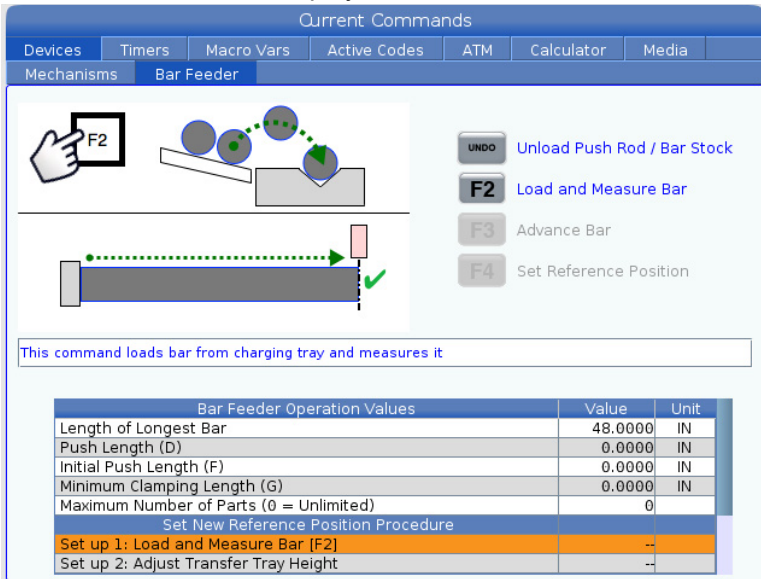 Current Commands
Devices Timers Macro Vars Active Codes ATM Calculator Media
Mechanisms Bar Feeder
F2
UNDO Unload Push Rod / Bar Stock
F2 Load and Measure Bar
F3 Advance Bar
F4 Set Reference Position
This command loads bar from charging tray and measures it
Bar Feeder Operation Values Value Unit
Length of Longest Bar 48.0000 IN
Push Length (D) 0.0000 IN
Initial Push Length (F) 0.0000 IN
Minimum Clamping Length (G) 0.0000 IN
Maximum Number of Parts (0 = Unlimited) 0
Set New Reference Position Procedure
Set up 1: Load and Measure Bar [F2] --
Set up 2: Adjust Transfer Tray Height --